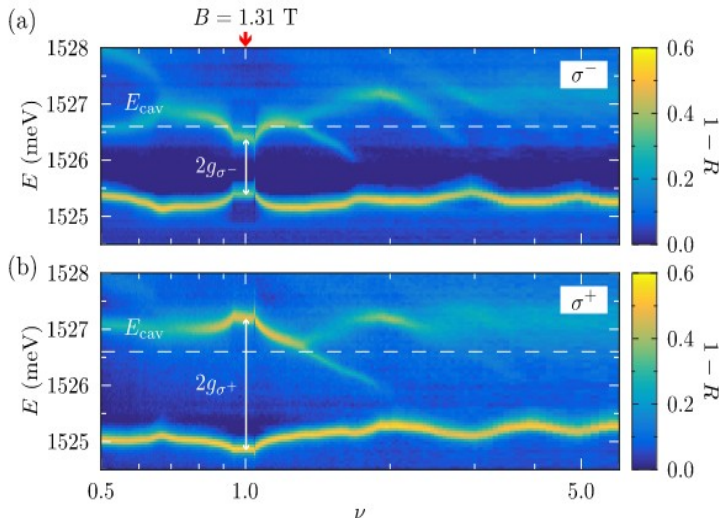 B = 1.31 T
(a)
1528
1527
1526
1525
E (meV)
E_cav
2g_σ−
σ−
0.6
0.4
0.2
0.0
1 − R
(b)
1528
1527
1526
1525
E (meV)
E_cav
2g_σ+
σ+
0.6
0.4
0.2
0.0
1 − R
0.5
1.0
5.0
ν